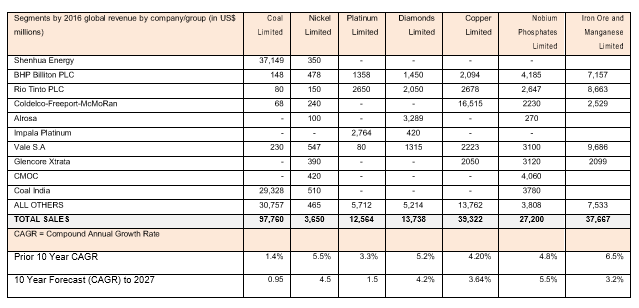 Segments by 2016 global revenue by company/group (in US$ millions) Coal Limited Nickel Limited Platinum Limited Diamonds Limited Copper Limited Nobium Phosphates Limited Iron Ore and Manganese Limited
Shenhua Energy 37,149 350 - - - -
BHP Billiton PLC 148 478 1358 1,450 2,094 4,185 7,157
Rio Tinto PLC 80 150 2650 2,050 2678 2,647 8,663
Coldelco-Freeport-McMoRan 68 240 - - 16,515 2230 2,529
Alrosa - 100 - 3,289 - 270
Impala Platinum - - 2,764 420 - -
Vale S.A 230 547 80 1315 2223 3100 9,686
Glencore Xtrata - 390 - - 2050 3120 2099
CMOC - 420 - - - 4,060
Coal India 29,328 510 - - - 3780
ALL OTHERS 30,757 465 5,712 5,214 13,762 3,808 7,533
TOTAL SALES 97,760 3,650 12,564 13,738 39,322 27,200 37,667
CAGR = Compound Annual Growth Rate
Prior 10 Year CAGR 1.4% 5.5% 3.3% 5.2% 4.20% 4.8% 6.5%
10 Year Forecast (CAGR) to 2027 0.95 4.5 1.5 4.2% 3.64% 5.5% 3.2%